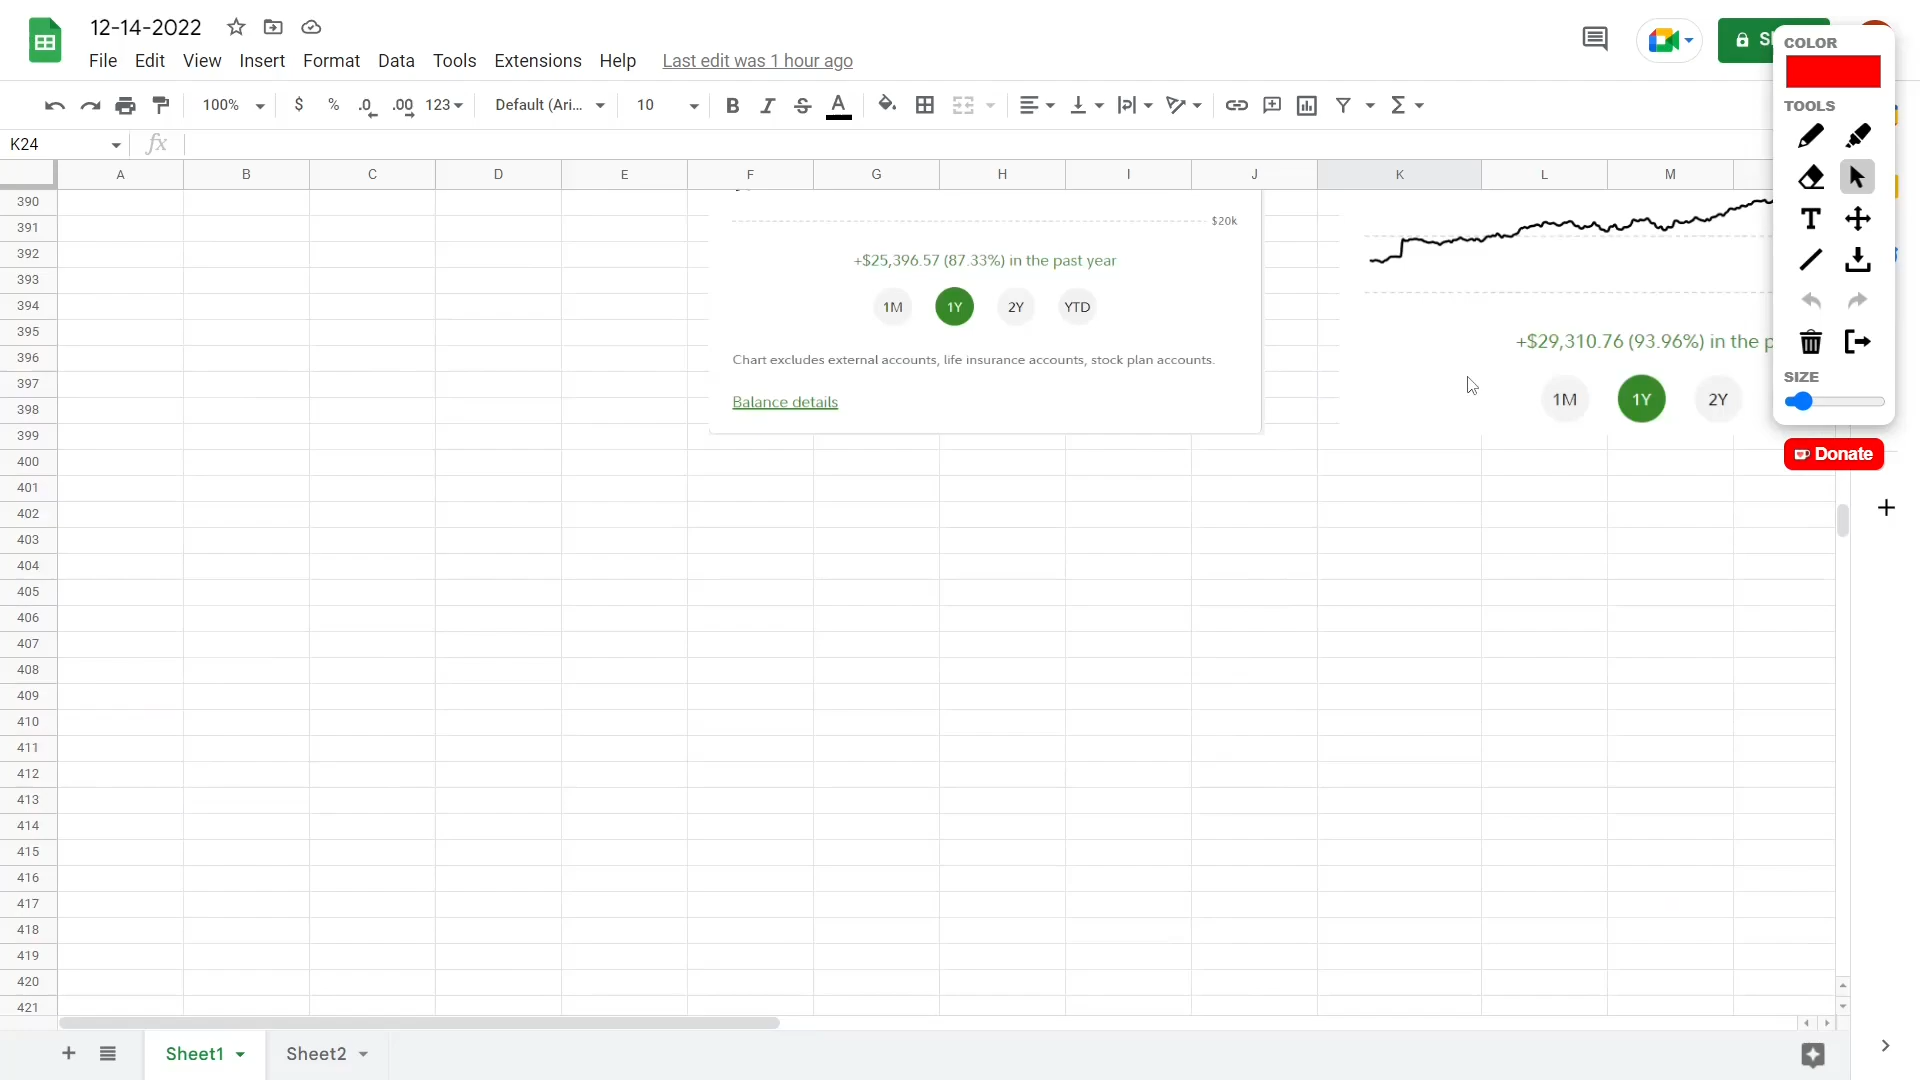 12-14-2022
File Edit View Insert Format Data Tools Extensions Help Last edit was 1 hour ago
COLOR
TOOLS
100% $ % .0 .00 123 Default (Ari... 10 B I S A
K24 fx
A B C D E F G H I J K L M
390
391 $20k
392
393 +$25,396.57 (87.33%) in the past year
394
395 1M 1Y 2Y YTD
396 +$29,310.76 (93.96%) in the p
397 Chart excludes external accounts, life insurance accounts, stock plan accounts.
SIZE
398 Balance details 1M 1Y 2Y
399
400 Donate
401
402
403
404
405
406
407
408
409
410
411
412
413
414
415
416
417
418
419
420
421
Sheet1 Sheet2